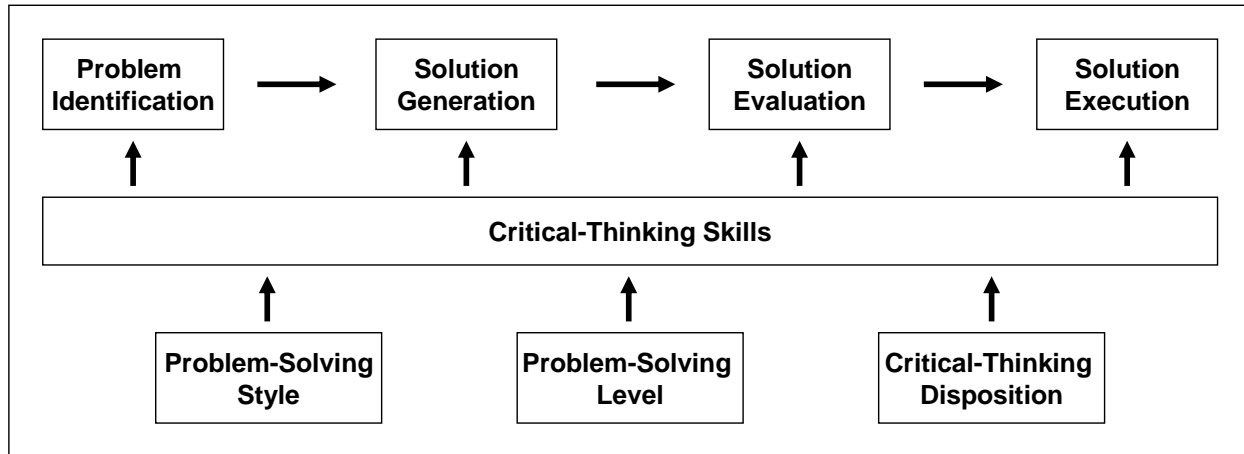 Problem
Identification
Solution
Generation
Solution
Evaluation
Solution
Execution
Critical-Thinking Skills
Problem-Solving
Style
Problem-Solving
Level
Critical-Thinking
Disposition